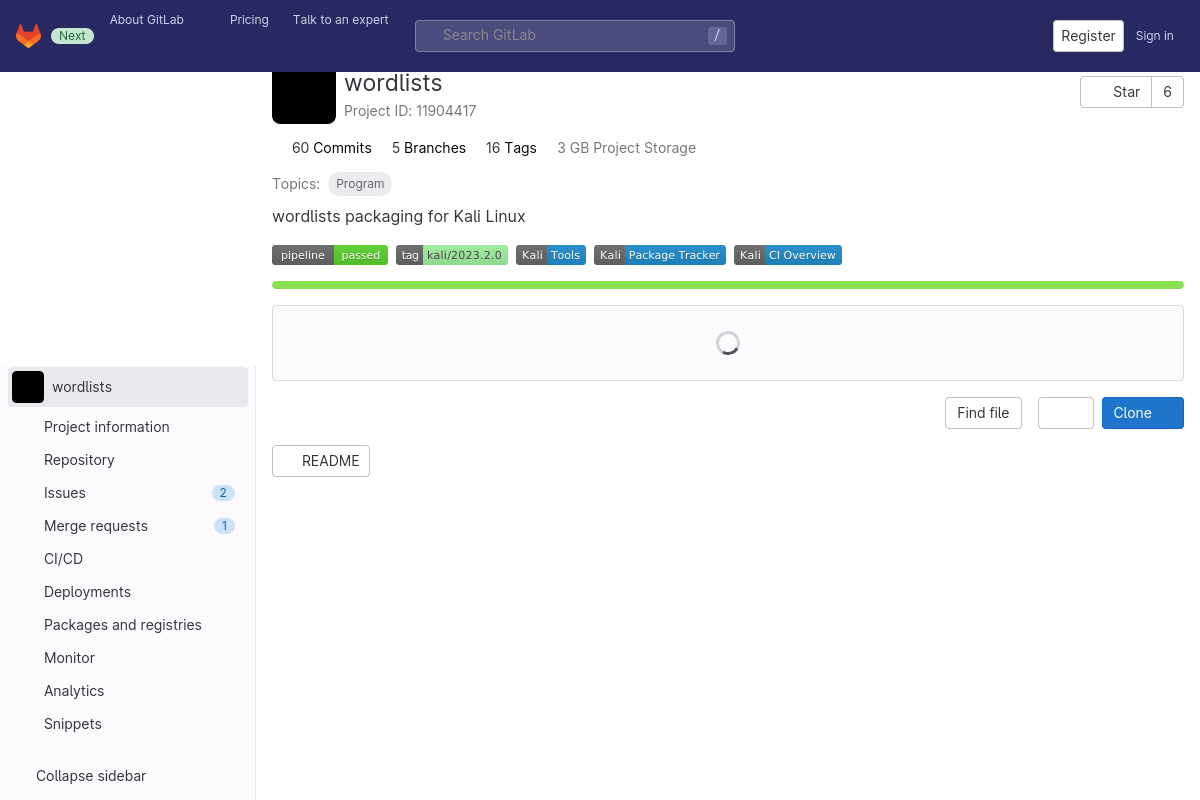 Next
About GitLab
Pricing
Talk to an expert
Search GitLab
/
Register
Sign in
wordlists
Project ID: 11904417
Star
6
60 Commits
5 Branches
16 Tags
3 GB Project Storage
Topics:
Program
wordlists packaging for Kali Linux
pipeline passed
tag kali/2023.2.0
Kali Tools
Kali Package Tracker
Kali CI Overview
Find file
Clone
README
wordlists
Project information
Repository
Issues 2
Merge requests 1
CI/CD
Deployments
Packages and registries
Monitor
Analytics
Snippets
Collapse sidebar